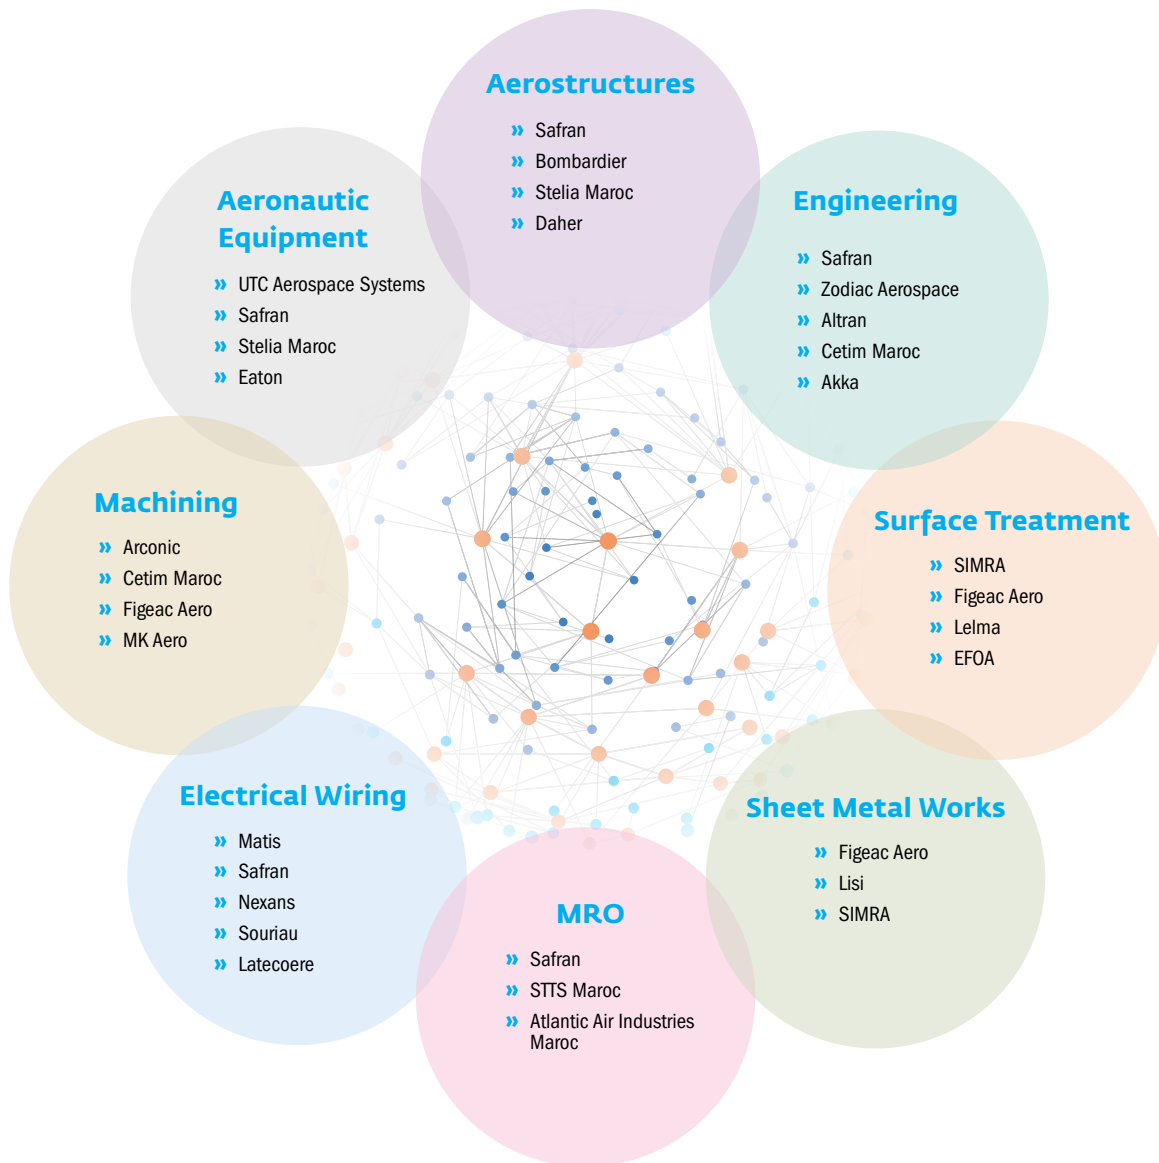 Aerostructures
» Safran
» Bombardier
» Stelia Maroc
» Daher
Engineering
» Safran
» Zodiac Aerospace
» Altran
» Cetim Maroc
» Akka
Surface Treatment
» SIMRA
» Figeac Aero
» Lelma
» EFOA
Sheet Metal Works
» Figeac Aero
» Lisi
» SIMRA
MRO
» Safran
» STTS Maroc
» Atlantic Air Industries
Maroc
Electrical Wiring
» Matis
» Safran
» Nexans
» Souriau
» Latecoere
Machining
» Arconic
» Cetim Maroc
» Figeac Aero
» MK Aero
Aeronautic
Equipment
» UTC Aerospace Systems
» Safran
» Stelia Maroc
» Eaton